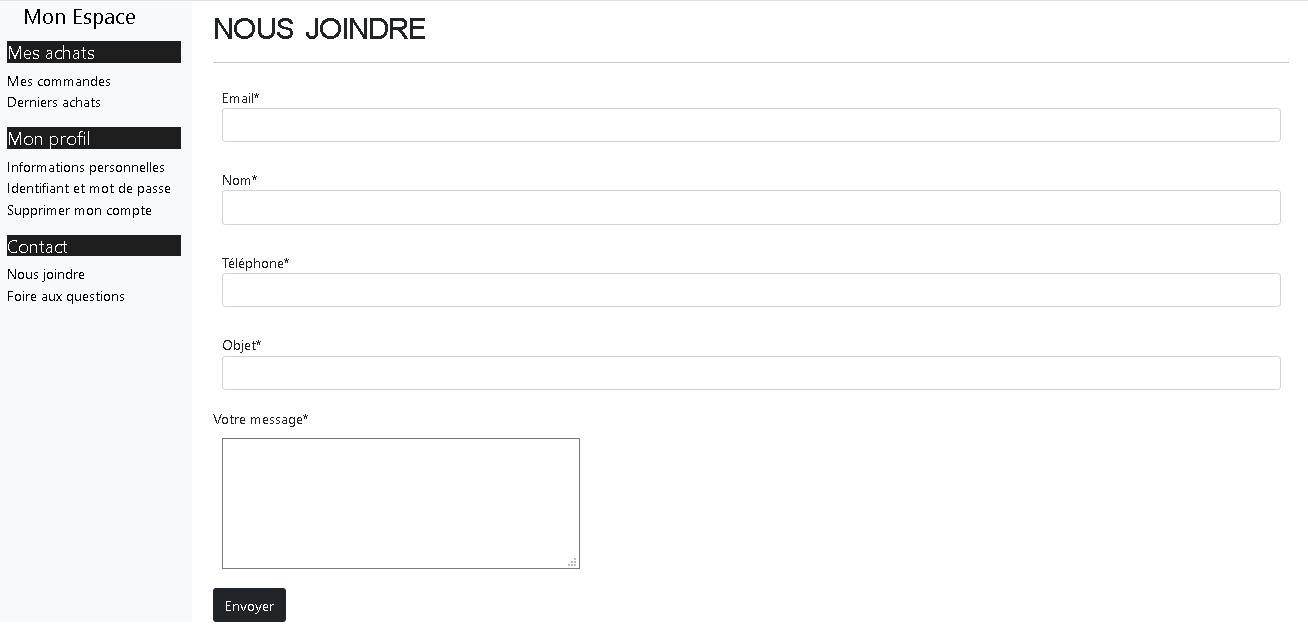 Mon Espace
Mes achats
Mes commandes
Derniers achats
Mon profil
Informations personnelles
Identifiant et mot de passe
Supprimer mon compte
Contact
Nous joindre
Foire aux questions
NOUS JOINDRE
Email*
Nom*
Téléphone*
Objet*
Votre message*
Envoyer